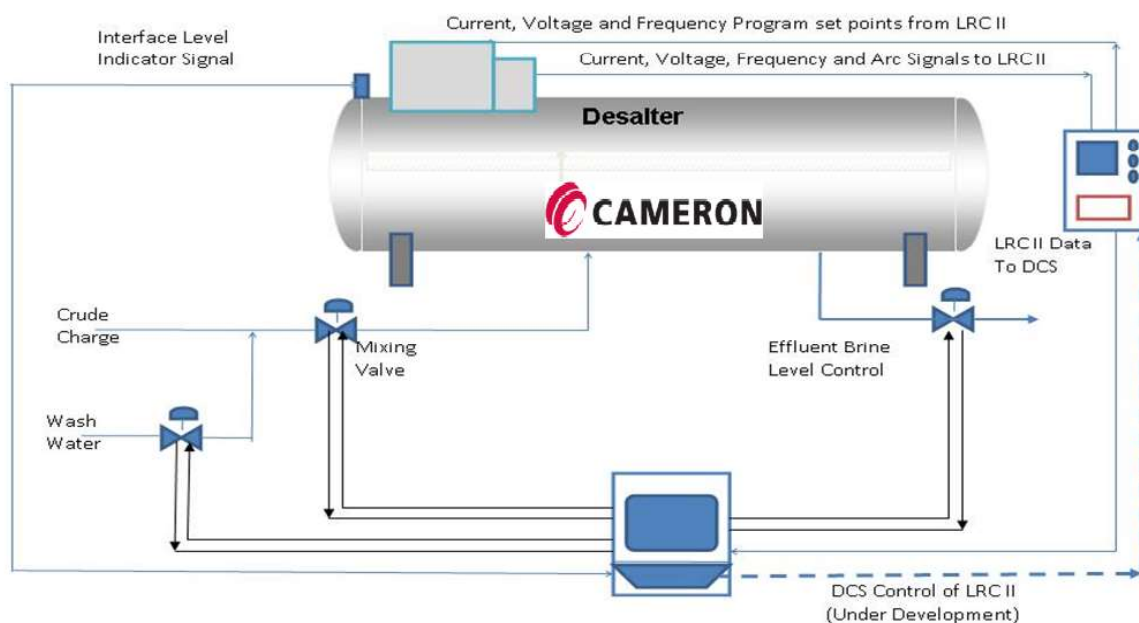 Current, Voltage and Frequency Program set points from LRC II
Interface Level
Indicator Signal
Current, Voltage, Frequency and Arc Signals to LRC II
Desalter
CAMERON
LRC II Data
To DCS
Crude
Charge
Mixing
Valve
Effluent Brine
Level Control
Wash
Water
DCS Control of LRC II
(Under Development)